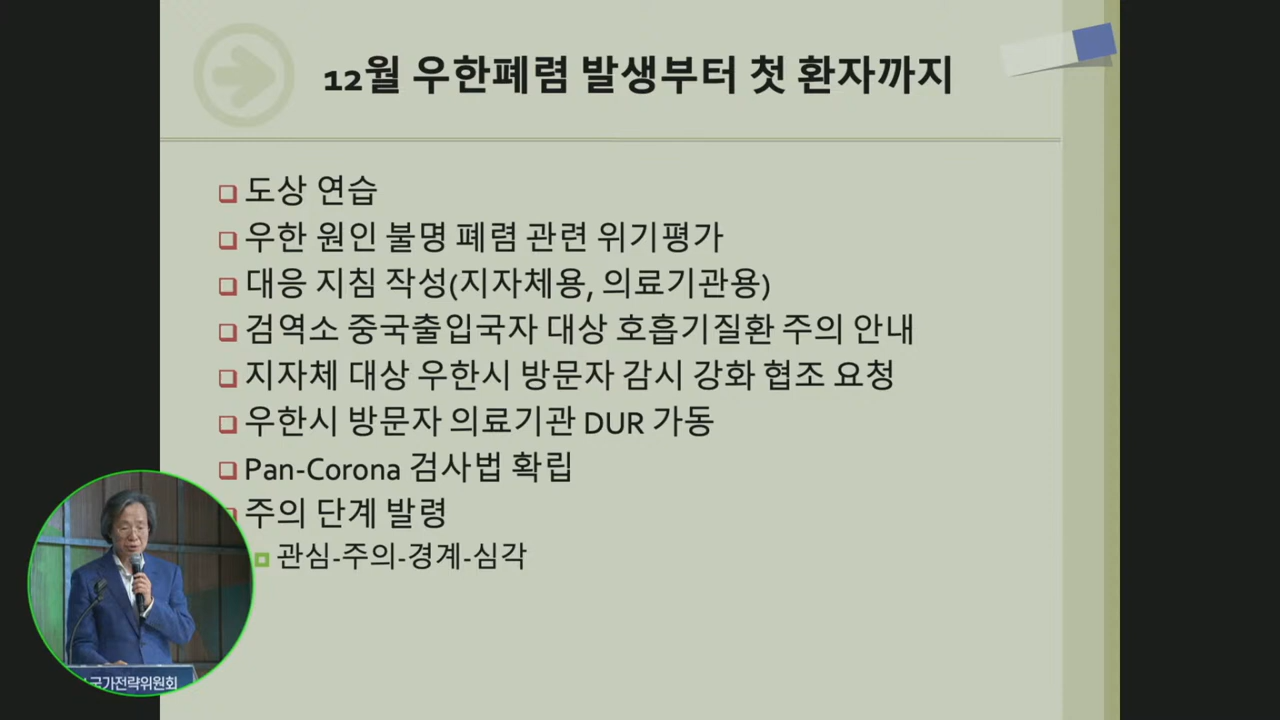 12월 우한폐렴 발생부터 첫 환자까지
도상 연습
우한 원인 불명 폐렴 관련 위기평가
대응 지침 작성(지자체용, 의료기관용)
검역소 중국출입국자 대상 호흡기질환 주의 안내
지자체 대상 우한시 방문자 감시 강화 협조 요청
우한시 방문자 의료기관 DUR 가동
Pan-Corona 검사법 확립
주의 단계 발령
관심-주의-경계-심각
국가전략위원회